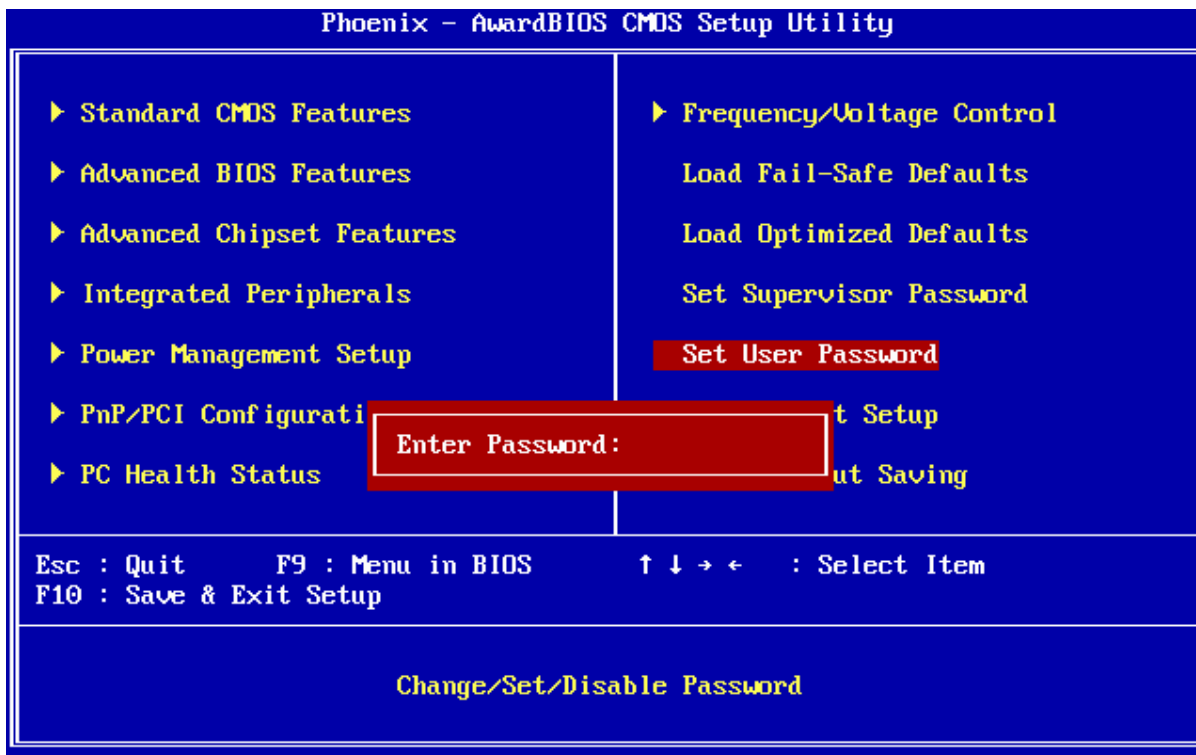 Phoenix - AwardBIOS CMOS Setup Utility
Standard CMOS Features
Advanced BIOS Features
Advanced Chipset Features
Integrated Peripherals
Power Management Setup
PnP/PCI Configurati
PC Health Status
Frequency/Voltage Control
Load Fail-Safe Defaults
Load Optimized Defaults
Set Supervisor Password
Set User Password
t Setup
ut Saving
Enter Password:
Esc : Quit F9 : Menu in BIOS ↑ ↓ → ← : Select Item
F10 : Save & Exit Setup
Change/Set/Disable Password